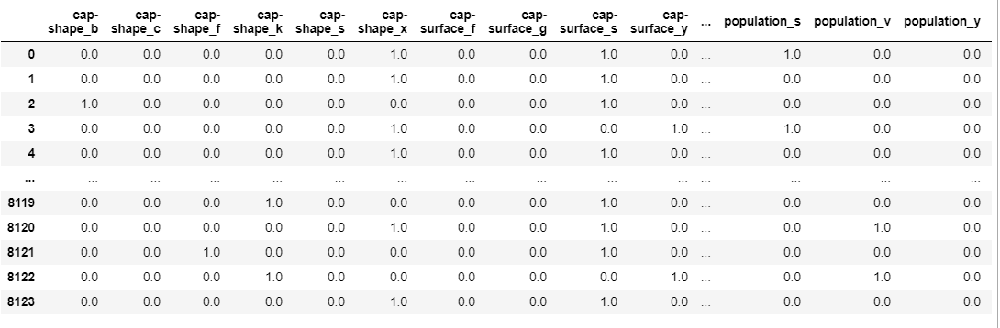 cap-shape_b cap-shape_c cap-shape_f cap-shape_k cap-shape_s cap-shape_x cap-surface_f cap-surface_g cap-surface_s cap-surface_y ... population_s population_v population_y
0 0.0 0.0 0.0 0.0 0.0 1.0 0.0 0.0 1.0 0.0 ... 1.0 0.0 0.0
1 0.0 0.0 0.0 0.0 0.0 1.0 0.0 0.0 1.0 0.0 ... 0.0 0.0 0.0
2 1.0 0.0 0.0 0.0 0.0 0.0 0.0 0.0 1.0 0.0 ... 0.0 0.0 0.0
3 0.0 0.0 0.0 0.0 0.0 1.0 0.0 0.0 0.0 1.0 ... 1.0 0.0 0.0
4 0.0 0.0 0.0 0.0 0.0 1.0 0.0 0.0 1.0 0.0 ... 0.0 0.0 0.0
... ... ... ... ... ... ... ... ... ... ... ... ... ... ...
8119 0.0 0.0 0.0 1.0 0.0 0.0 0.0 0.0 1.0 0.0 ... 0.0 0.0 0.0
8120 0.0 0.0 0.0 0.0 0.0 1.0 0.0 0.0 1.0 0.0 ... 0.0 1.0 0.0
8121 0.0 0.0 1.0 0.0 0.0 0.0 0.0 0.0 1.0 0.0 ... 0.0 0.0 0.0
8122 0.0 0.0 0.0 1.0 0.0 0.0 0.0 0.0 0.0 1.0 ... 0.0 1.0 0.0
8123 0.0 0.0 0.0 0.0 0.0 1.0 0.0 0.0 1.0 0.0 ... 0.0 0.0 0.0